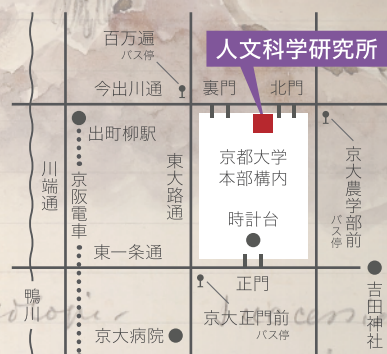 百万遍
バス停
人文科学研究所
今出川通
裏門
北門
出町柳駅
京都大学
本部構内
川端通
京阪電車
東大路通
京大農学部前
バス停
時計台
東一条通
正門
鴨川
京大正門前
バス停
吉田神社
京大病院